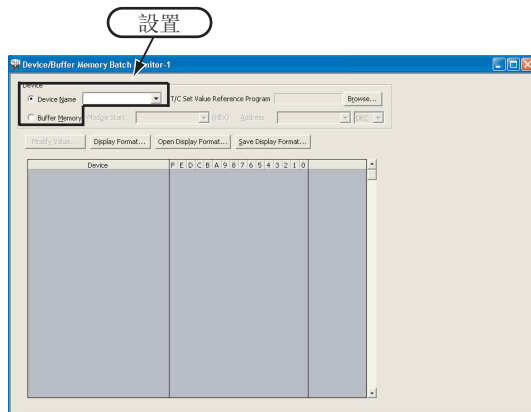 設置
Device/Buffer Memory Batch Monitor-1
Device
Device Name T/C Set Value Reference Program Browse...
Buffer Memory Module Start (HEX) Address DEC
Modify Value... Display Format... Open Display Format... Save Display Format...
Device F E D C B A 9 8 7 6 5 4 3 2 1 0